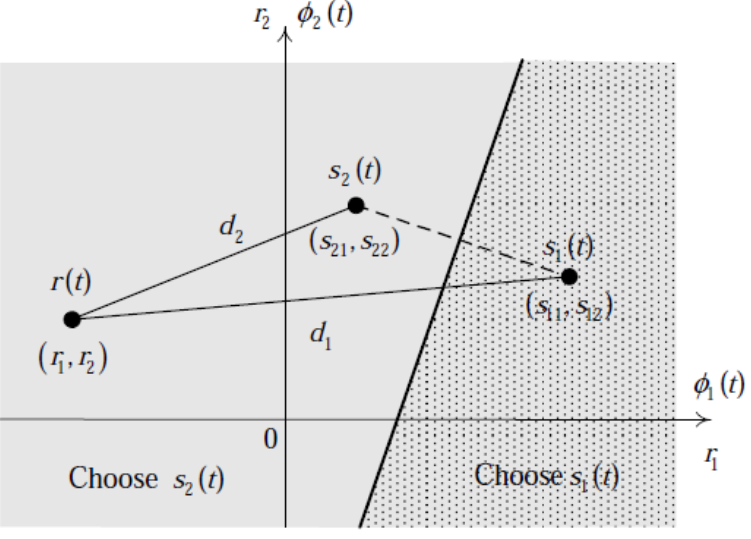 r₂ ϕ₂(t)
s₂(t)
d₂
(s₂₁, s₂₂)
s₁(t)
r(t)
(s₁₁, s₁₂)
d₁
(r₁, r₂)
ϕ₁(t)
0
r₁
Choose s₂(t)
Choose s₁(t)